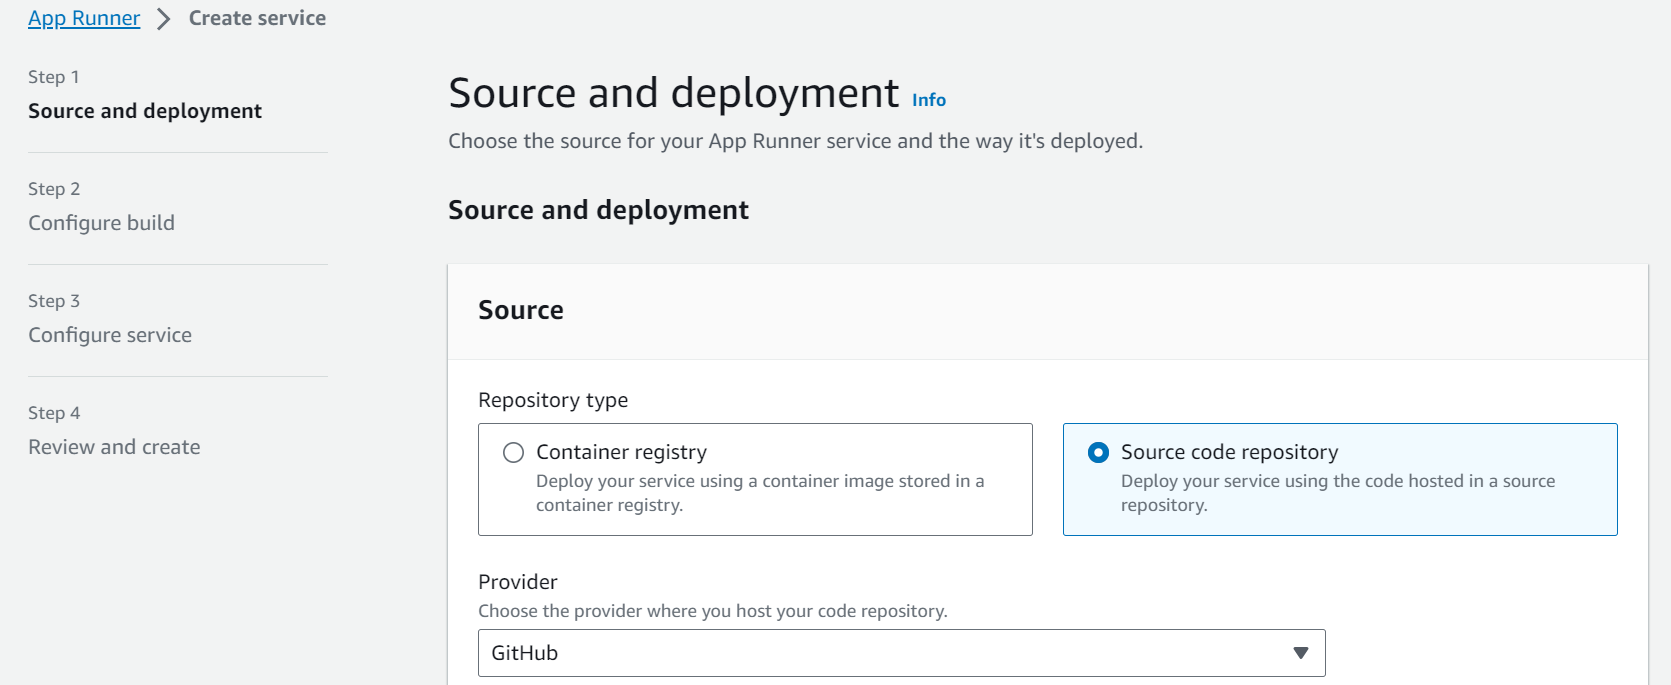 App Runner > Create service
Step 1
Source and deployment
Step 2
Configure build
Step 3
Configure service
Step 4
Review and create
Source and deployment Info
Choose the source for your App Runner service and the way it's deployed.
Source and deployment
Source
Repository type
Container registry
Deploy your service using a container image stored in a
container registry.
Source code repository
Deploy your service using the code hosted in a source
repository.
Provider
Choose the provider where you host your code repository.
GitHub